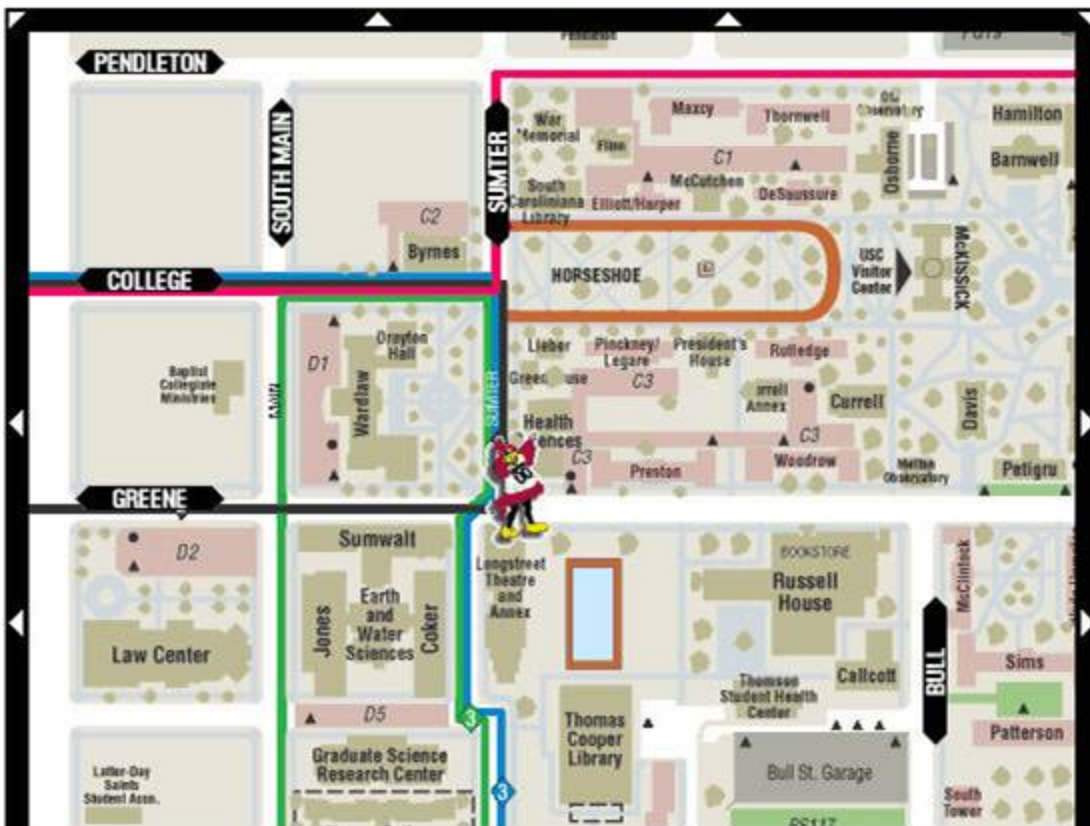 Pendleton
PENDLETON
SOUTH MAIN
SUMTER
War
Memorial
Flinn
Maxcy
Thornwell
Observatory
Osborne
Hamilton
Barnwell
C1
McCutchen
DeSaussure
South
Caroliniana
Library
Elliott/Harper
C2
Byrnes
COLLEGE
HORSESHOE
USC
Visitor
Center
McKISSICK
D1
Drayton
Hall
Wardlaw
Baptist
Collegiate
Ministries
MAIN
SUMTER
Lieber
Pinckney/
Legare
President's
House
Rutledge
C3
Annex
Currell
Davis
Health
C3
C3
Preston
Woodrow
Melton
Observatory
Petigru
GREENE
D2
Law Center
Sumwalt
Jones
Earth
and
Water
Sciences
Coker
Longstreet
Theatre
and
Annex
BOOKSTORE
Russell
House
McClintock
Callcott
BULL
Sims
Thomson
Student Health
Center
Patterson
D5
3
Graduate Science
Research Center
Thomas
Cooper
Library
3
Bull St. Garage
Latter-Day
Saints
Student Assn.
South
Tower